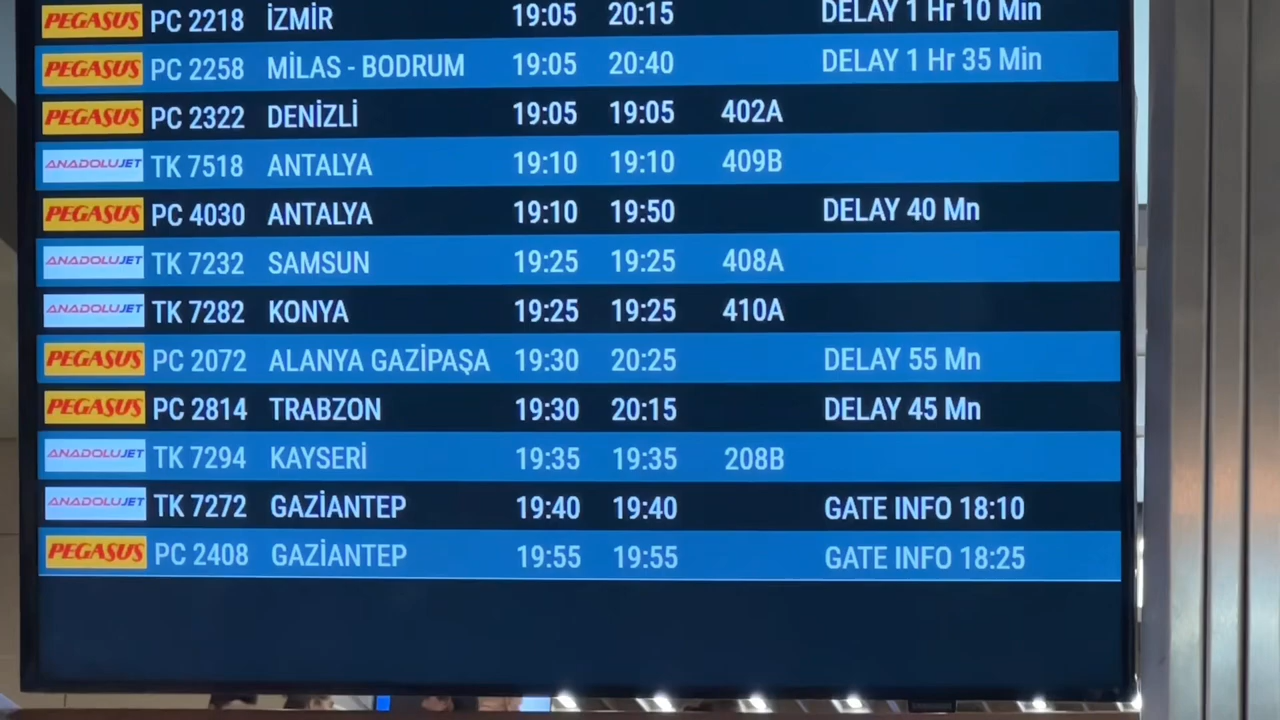 PEGASUS PC 2218 İZMİR 19:05 20:15 DELAY 1 Hr 10 Min
PEGASUS PC 2258 MİLAS - BODRUM 19:05 20:40 DELAY 1 Hr 35 Min
PEGASUS PC 2322 DENİZLİ 19:05 19:05 402A
ANADOLUJET TK 7518 ANTALYA 19:10 19:10 409B
PEGASUS PC 4030 ANTALYA 19:10 19:50 DELAY 40 Mn
ANADOLUJET TK 7232 SAMSUN 19:25 19:25 408A
ANADOLUJET TK 7282 KONYA 19:25 19:25 410A
PEGASUS PC 2072 ALANYA GAZİPAŞA 19:30 20:25 DELAY 55 Mn
PEGASUS PC 2814 TRABZON 19:30 20:15 DELAY 45 Mn
ANADOLUJET TK 7294 KAYSERİ 19:35 19:35 208B
ANADOLUJET TK 7272 GAZİANTEP 19:40 19:40 GATE INFO 18:10
PEGASUS PC 2408 GAZİANTEP 19:55 19:55 GATE INFO 18:25